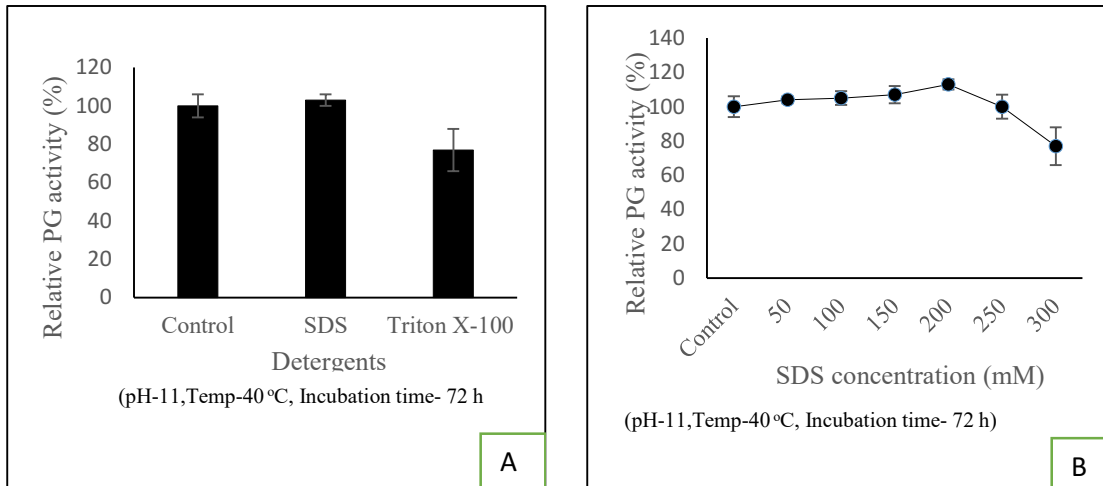 Relative PG activity (%)
120
100
80
60
40
20
0
Control SDS Triton X-100
Detergents
(pH-11,Temp-40 °C, Incubation time- 72 h
A
Relative PG activity (%)
140
120
100
80
60
40
20
0
Control 50 100 150 200 250 300
SDS concentration (mM)
(pH-11,Temp-40 °C, Incubation time- 72 h)
B